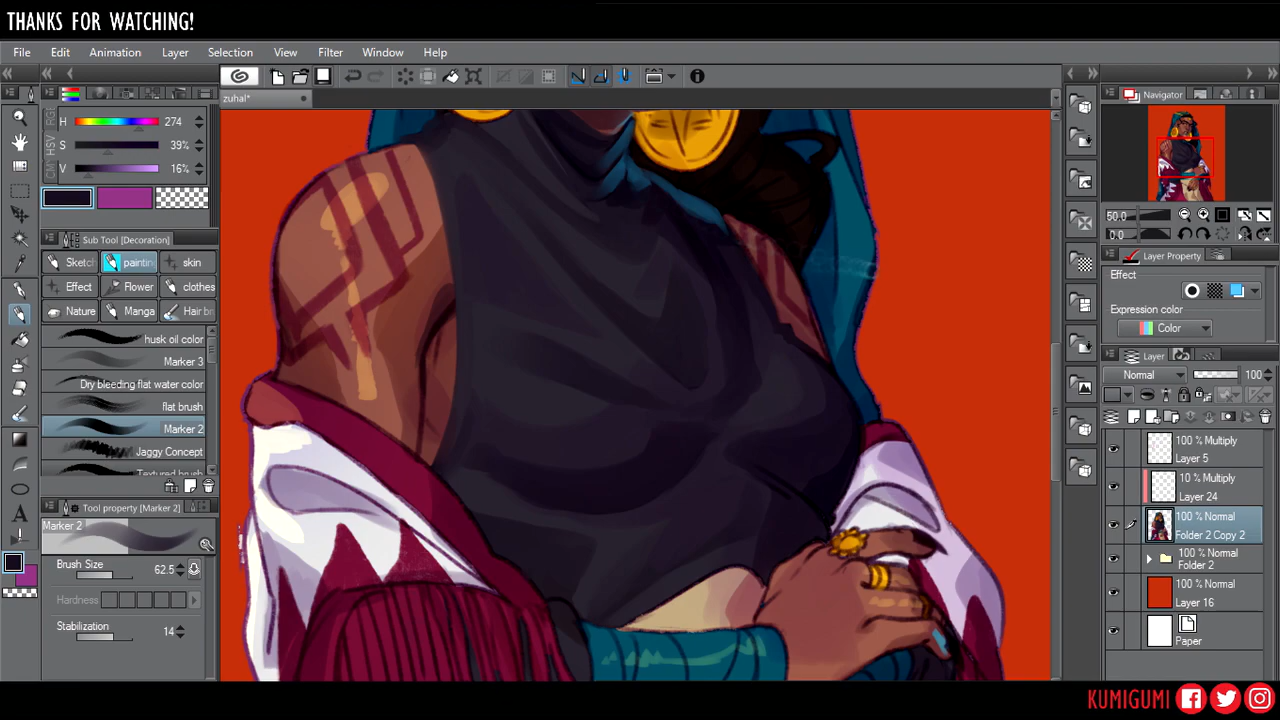 THANKS FOR WATCHING!
File Edit Animation Layer Selection View Filter Window Help
zuhal*
Navigator
H 274
S 39%
V 16%
50.0
0.0
Sub Tool [Decoration]
Sketch paintin skin
Effect Flower clothes
Nature Manga Hair br
husk oil color
Marker 3
Dry bleeding flat water color
flat brush
Marker 2
Jaggy Concept
Textured brush
Tool property [Marker 2]
Marker 2
Brush Size 62.5
Hardness
Stabilization 14
Layer Property
Effect
Expression color
Color
Layer
Normal 100
100 % Multiply
Layer 5
10 % Multiply
Layer 24
100 % Normal
Folder 2 Copy 2
100 % Normal
Folder 2
100 % Normal
Layer 16
Paper
KUMIGUMI